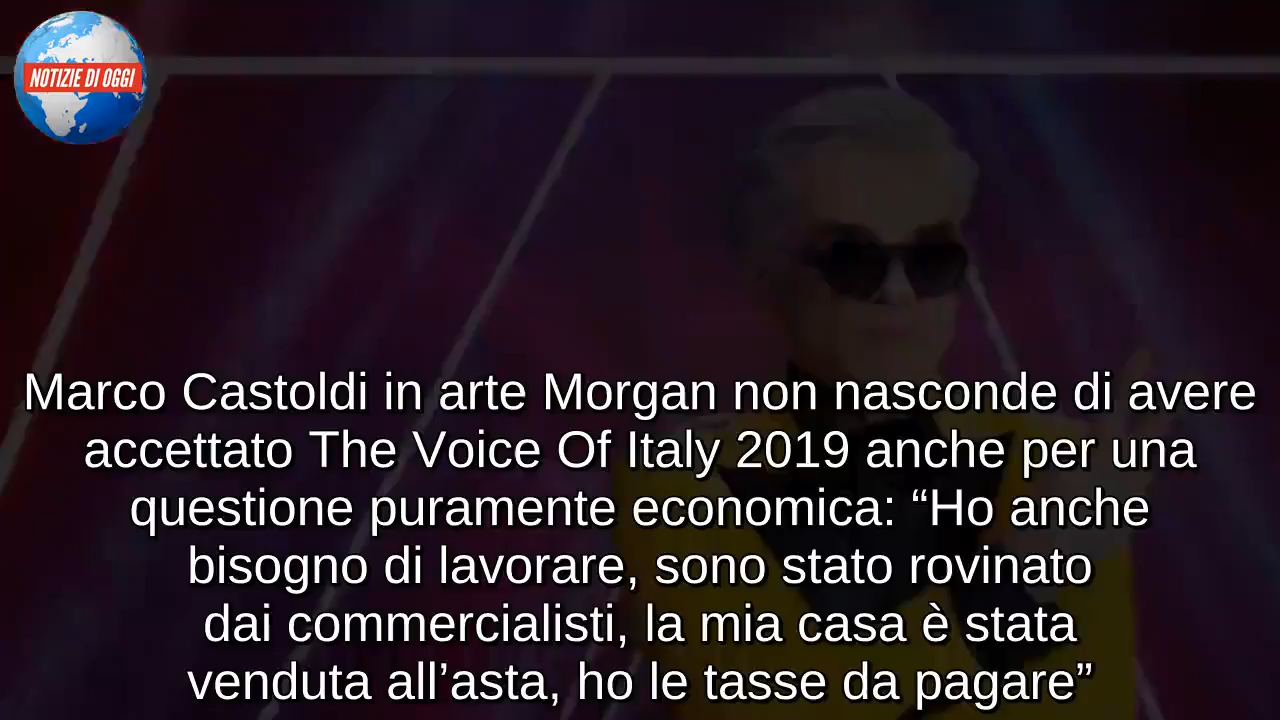 NOTIZIE DI OGGI
Marco Castoldi in arte Morgan non nasconde di avere
accettato The Voice Of Italy 2019 anche per una
questione puramente economica: “Ho anche
bisogno di lavorare, sono stato rovinato
dai commercialisti, la mia casa è stata
venduta all’asta, ho le tasse da pagare”